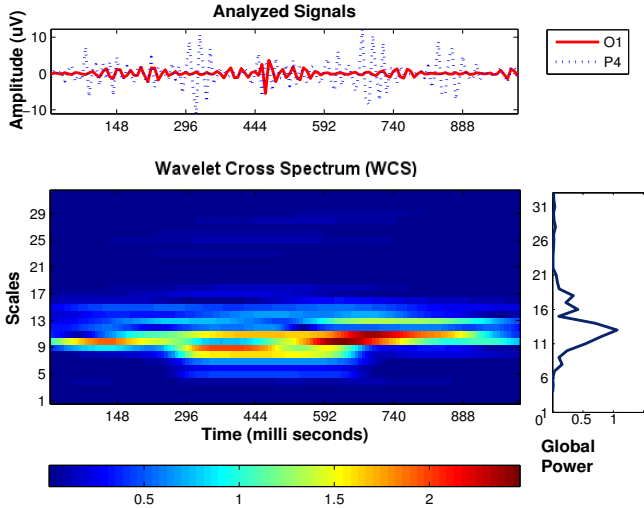 Analyzed Signals
Amplitude (uV)
10
0
-10
148 296 444 592 740 888
O1
P4
Wavelet Cross Spectrum (WCS)
Scales
29
25
21
17
13
9
5
1
148 296 444 592 740 888
Time (milli seconds)
31
26
21
16
11
6
1
0 0.5 1
Global
Power
0.5 1 1.5 2